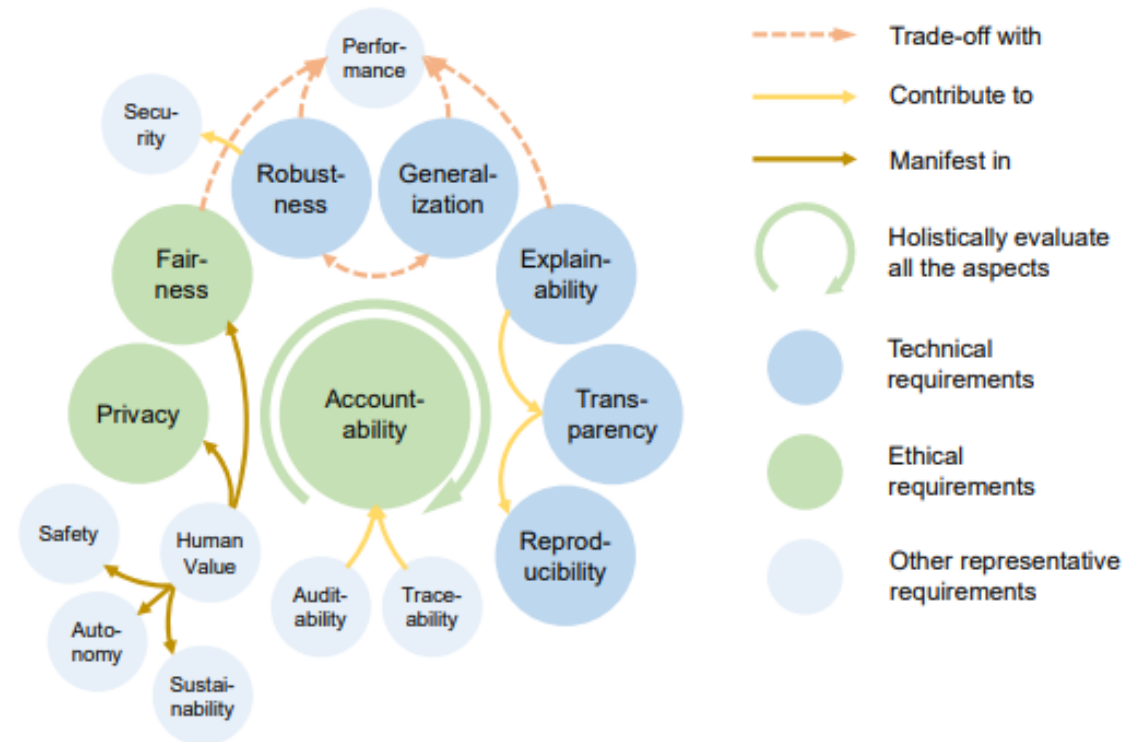 Perfor-
mance
Secu-
rity
Robust-
ness
General-
ization
Fair-
ness
Explain-
ability
Privacy
Account-
ability
Trans-
parency
Safety
Human
Value
Reprod-
ucibility
Audit-
ability
Trace-
ability
Auto-
nomy
Sustai-
nability
Trade-off with
Contribute to
Manifest in
Holistically evaluate
all the aspects
Technical
requirements
Ethical
requirements
Other representative
requirements